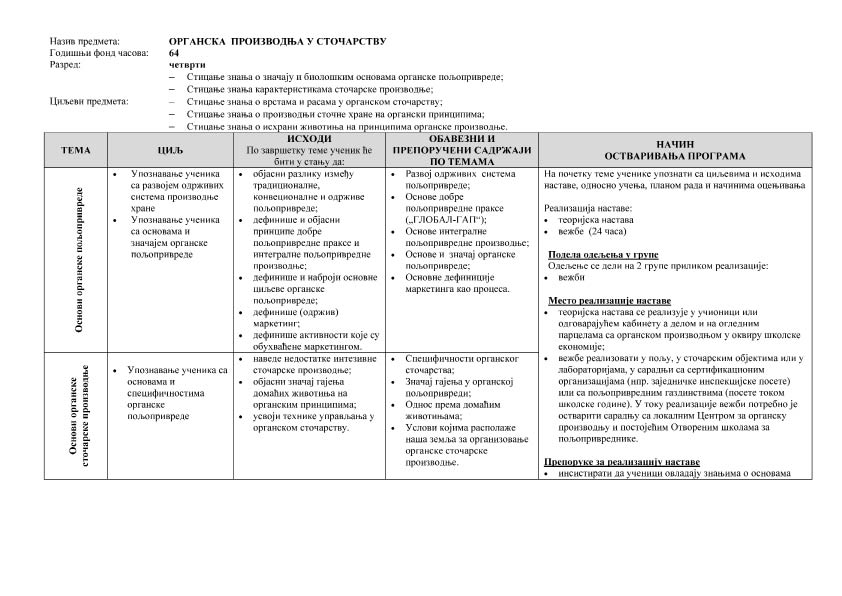 Назив предмета: ОРГАНСКА ПРОИЗВОДЊА У СТОЧАРСТВУ
Годишњи фонд часова: 64
Разред: четврти
Циљеви предмета:
– Стицање знања о значају и биолошким основама органске пољопривреде;
– Стицање знања карактеристикама сточарске производње;
– Стицање знања о врстама и расама у органском сточарству;
– Стицање знања о производњи сточне хране на органски принципима;
– Стицање знања о исхрани животиња на принципима органске производње.
ТЕМА
ЦИЉ
ИСХОДИ
По завршетку теме ученик ће
бити у стању да:
ОБАВЕЗНИ И
ПРЕПОРУЧЕНИ САДРЖАЈИ
ПО ТЕМАМА
НАЧИН
ОСТВАРИВАЊА ПРОГРАМА
Основи органске пољопривреде
• Упознавање ученика
са развојем одрживих
система производње
хране
• Упознавање ученика
са основама и
значајем органске
пољопривреде
• објасни разлику између
традиционалне,
конвеционалне и одрживе
пољопривреде;
• дефинише и објасни
принципе добре
пољопривредне праксе и
интегралне пољопривредне
производње;
• дефинише и наброји основне
циљеве органске
пољопривреде;
• дефинише (одржив)
маркетинг;
• дефинише активности које су
обухваћене маркетингом.
• Развој одрживих система
пољопривреде;
• Основе добре
пољопривредне праксе
(„ГЛОБАЛ-ГАП“);
• Основе интегралне
пољопривредне производње;
• Основе и значај органске
пољопривреде;
• Основне дефиниције
маркетинга као процеса.
На почетку теме ученике упознати са циљевима и исходима
наставе, односно учења, планом рада и начинима оцењивања
Реализација наставе:
• теоријска настава
• вежбе (24 часа)
Подела одељења у групе
Одељење се дели на 2 групе приликом реализације:
• вежби
Место реализације наставе
• теоријска настава се реализује у учионици или
одговарајућем кабинету а делом и на огледним
парцелама са органском производњом у оквиру школске
економије;
• вежбе реализовати у пољу, у сточарским објектима или у
лабораторијама, у сарадњи са сертификационим
организацијама (нпр. заједничке инспекцијске посете)
или са пољопривредним газдинствима (посете током
школске године). У току реализације вежби потребно је
остварити сарадњу са локалним Центром за органску
производњу и постојећим Отвореним школама за
пољопривреднике.
Препоруке за реализацију наставе
• инсистирати да ученици овладају знањима о основама
Основи органске
сточарске производње
• Упознавање ученика са
основама и
специфичностима
органске
пољопривреде
• наведе недостатке интезивне
сточарске производње;
• објасни значај гајења
домаћих животиња на
органским принципима;
• усвоји технике управљања у
органском сточарству.
• Специфичности органског
сточарства;
• Значај гајења у органској
пољопривреди;
• Однос према домаћим
животињама;
• Услови којима располаже
наша земља за организовање
органске сточарске
производње.